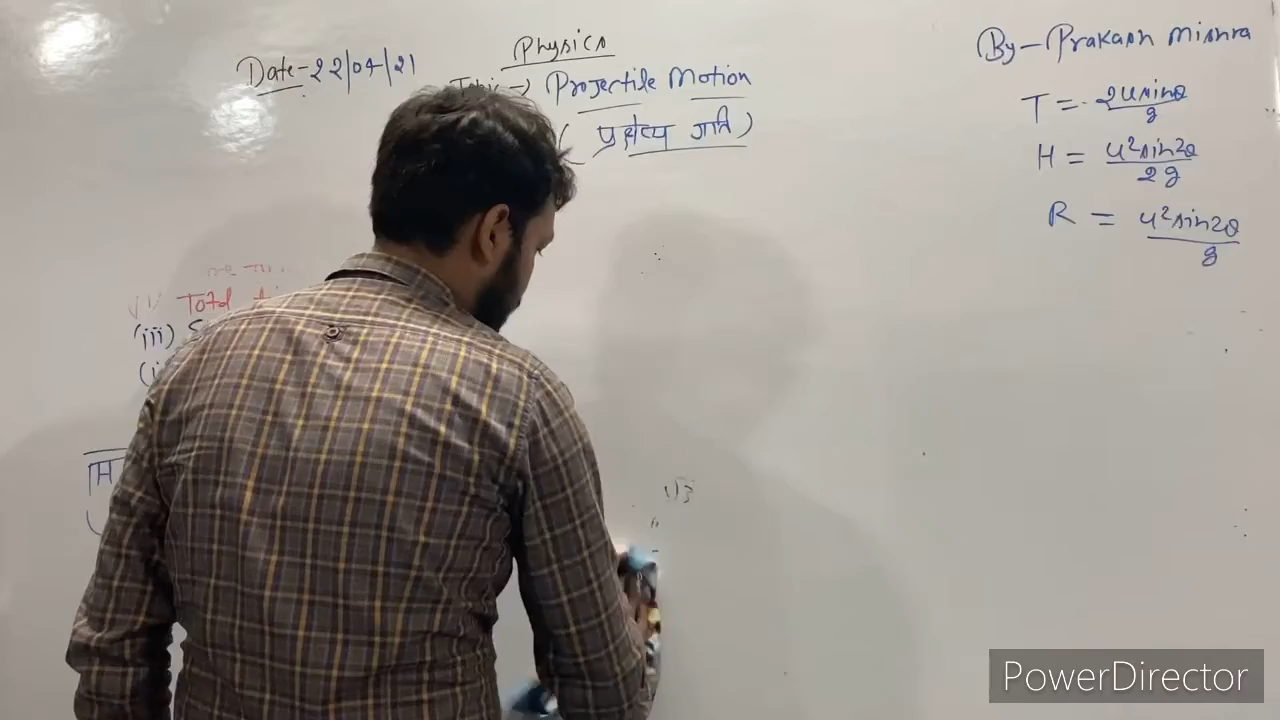 Physics
By- Prakash Mishra
Date- 22/04/21
Topic → Projectile Motion
( प्रक्षेप्य गति )
T = 2usinθ/g
H = u²sin2θ/2g
R = u²sin2θ/g
Total
(iii)
√3
PowerDirector